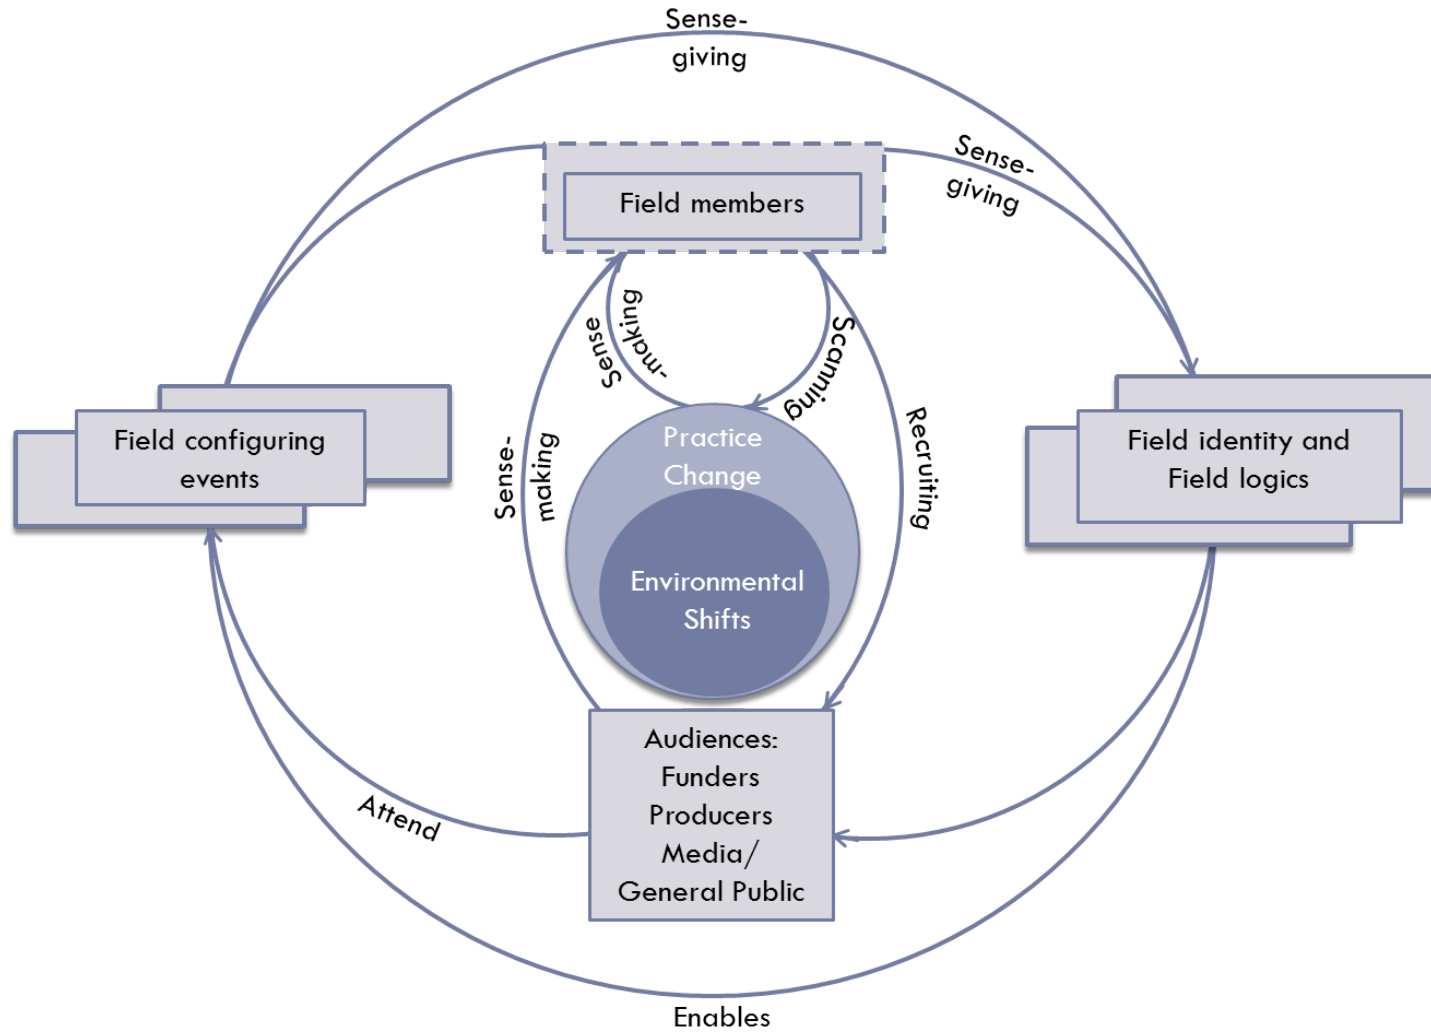 Sense-
giving
Sense-
giving
Field members
Sense
-making
Scanning
Sense-
making
Recruiting
Practice
Change
Environmental
Shifts
Field configuring
events
Field identity and
Field logics
Audiences:
Funders
Producers
Media/
General Public
Attend
Enables